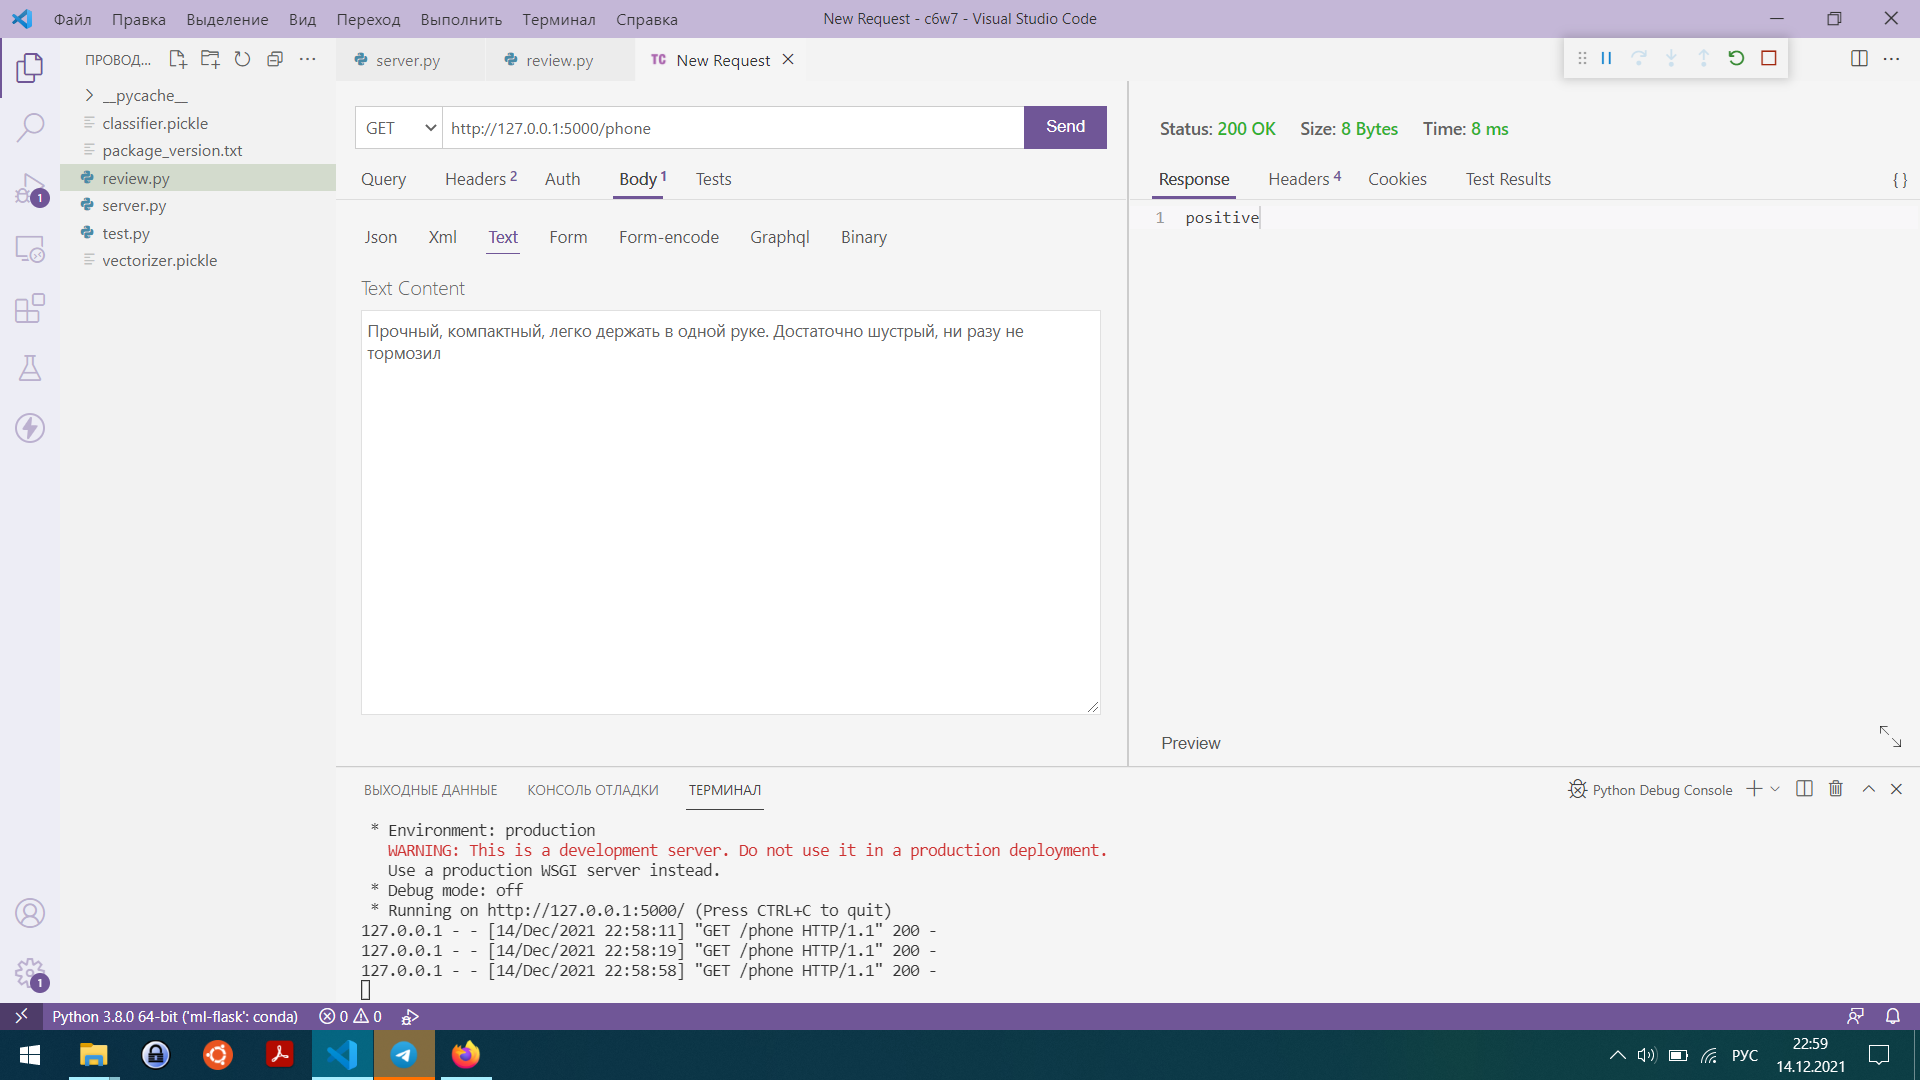 Файл Правка Выделение Вид Переход Выполнить Терминал Справка
New Request - c6w7 - Visual Studio Code
ПРОВОД...
__pycache__
classifier.pickle
package_version.txt
review.py
server.py
test.py
vectorizer.pickle
1
1
server.py
review.py
TC New Request
GET
http://127.0.0.1:5000/phone
Send
Query Headers 2 Auth Body 1 Tests
Json Xml Text Form Form-encode Graphql Binary
Text Content
Прочный, компактный, легко держать в одной руке. Достаточно шустрый, ни разу не
тормозил
Status: 200 OK Size: 8 Bytes Time: 8 ms
Response Headers 4 Cookies Test Results { }
1 positive
Preview
ВЫХОДНЫЕ ДАННЫЕ КОНСОЛЬ ОТЛАДКИ ТЕРМИНАЛ
Python Debug Console
* Environment: production
WARNING: This is a development server. Do not use it in a production deployment.
Use a production WSGI server instead.
* Debug mode: off
* Running on http://127.0.0.1:5000/ (Press CTRL+C to quit)
127.0.0.1 - - [14/Dec/2021 22:58:11] "GET /phone HTTP/1.1" 200 -
127.0.0.1 - - [14/Dec/2021 22:58:19] "GET /phone HTTP/1.1" 200 -
127.0.0.1 - - [14/Dec/2021 22:58:58] "GET /phone HTTP/1.1" 200 -
Python 3.8.0 64-bit ('ml-flask': conda) 0 0
РУС
22:59
14.12.2021